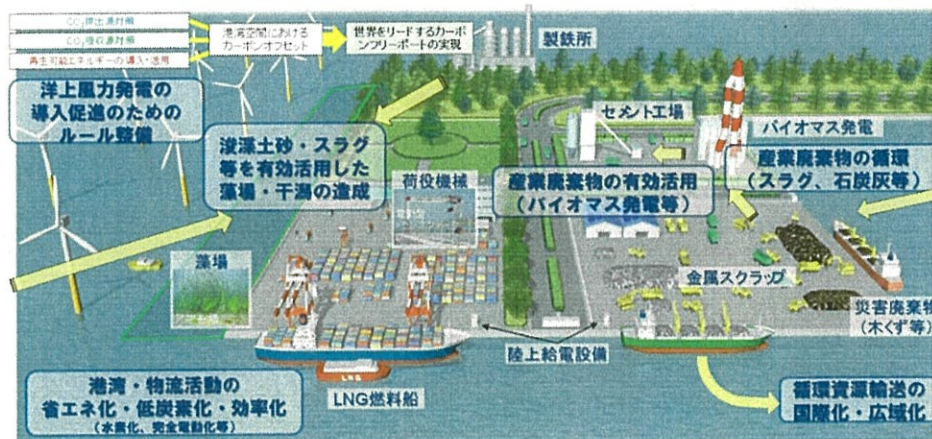 CO₂排出源対策
CO₂吸収源対策
再生可能エネルギーの導入・活用
港湾空間における
カーボンオフセット
世界をリードするカーボ
ンフリーポートの実現
製鉄所
洋上風力発電の
導入促進のための
ルール整備
浚渫土砂・スラグ
等を有効活用した
藻場・干潟の造成
荷役機械
電動型
セメント工場
バイオマス発電
産業廃棄物の有効活用
(バイオマス発電等)
産業廃棄物の循環
(スラグ、石炭灰等)
藻場
金属スクラップ
災害廃棄物
(木くず等)
陸上給電設備
LNG
LNG燃料船
港湾・物流活動の
省エネ化・低炭素化・効率化
(水素化、完全電動化等)
循環資源輸送の
国際化・広域化